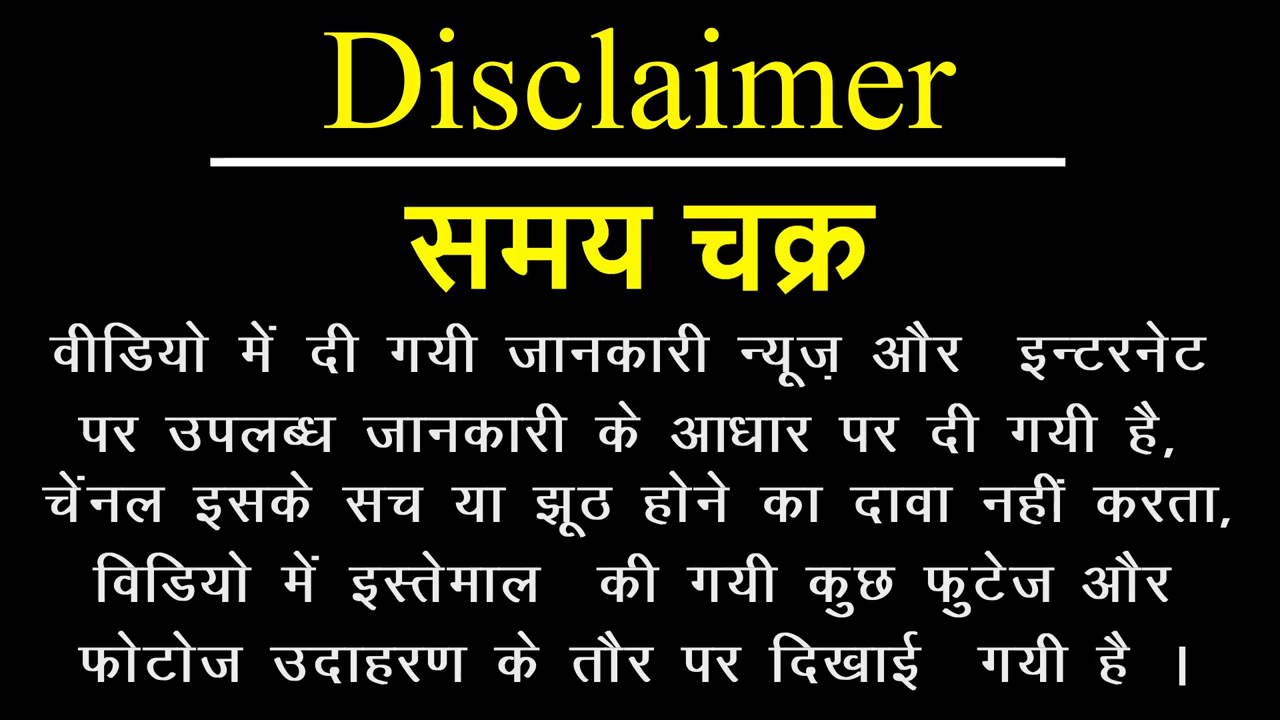 Disclaimer
समय चक्र
वीडियो में दी गयी जानकारी न्यूज़ और इन्टरनेट
पर उपलब्ध जानकारी के आधार पर दी गयी है,
चेंनल इसके सच या झूठ होने का दावा नहीं करता,
विडियो में इस्तेमाल की गयी कुछ फुटेज और
फोटोज उदाहरण के तौर पर दिखाई गयी है ।